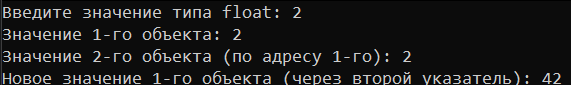 Введите значение типа float: 2
Значение 1-го объекта: 2
Значение 2-го объекта (по адресу 1-го): 2
Новое значение 1-го объекта (через второй указатель): 42